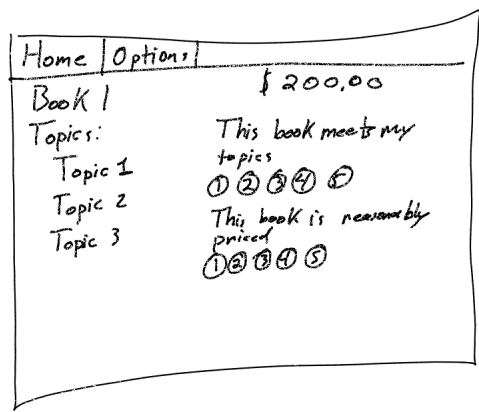 Home Options
Book 1
$200.00
Topics:
Topic 1
Topic 2
Topic 3
This book meets my
topics
1 2 3 4 5
This book is reasonably
priced
1 2 3 4 5